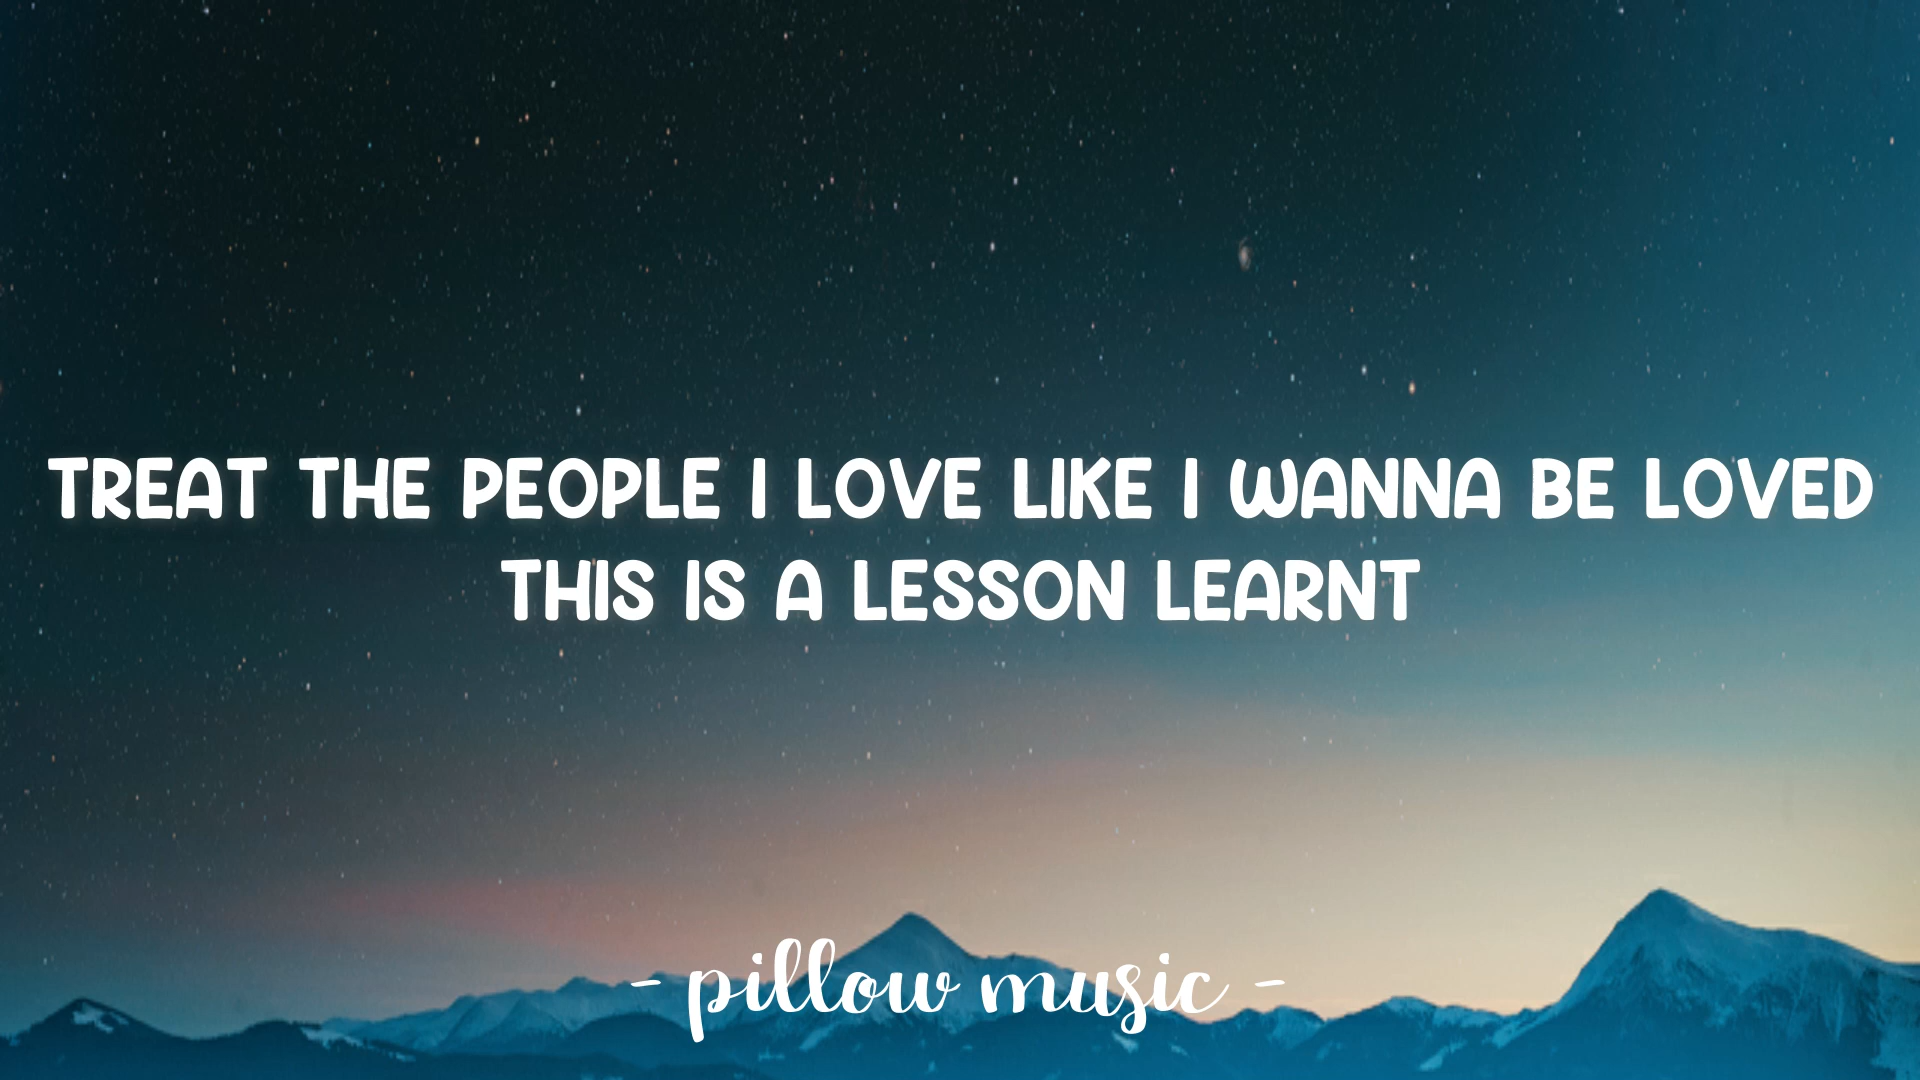 TREAT THE PEOPLE I LOVE LIKE I WANNA BE LOVED
THIS IS A LESSON LEARNT
- pillow music -